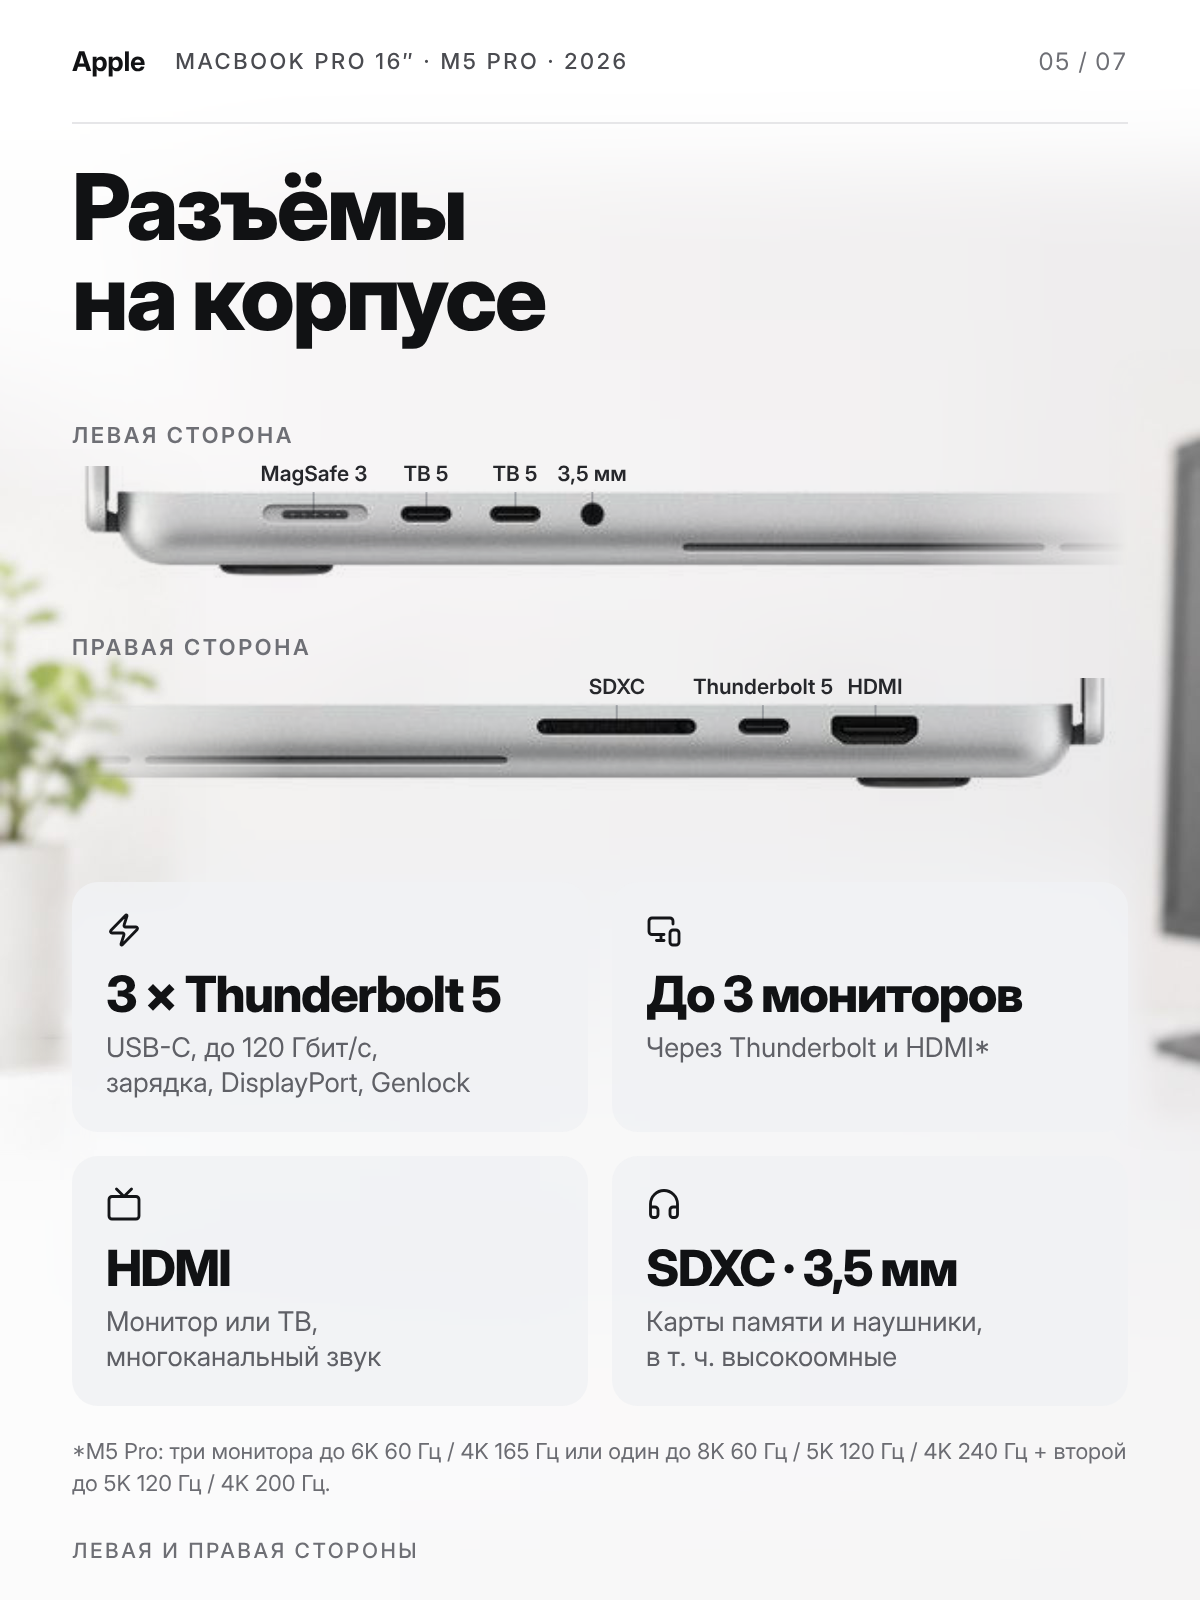 Apple MACBOOK PRO 16″ · M5 PRO · 2026 05 / 07
Разъёмы
на корпусе
ЛЕВАЯ СТОРОНА
MagSafe 3 TB 5 TB 5 3,5 мм
ПРАВАЯ СТОРОНА
SDXC Thunderbolt 5 HDMI
3 × Thunderbolt 5
USB-C, до 120 Гбит/с,
зарядка, DisplayPort, Genlock
До 3 мониторов
Через Thunderbolt и HDMI*
HDMI
Монитор или ТВ,
многоканальный звук
SDXC · 3,5 мм
Карты памяти и наушники,
в т. ч. высокоомные
*M5 Pro: три монитора до 6K 60 Гц / 4K 165 Гц или один до 8K 60 Гц / 5K 120 Гц / 4K 240 Гц + второй
до 5K 120 Гц / 4K 200 Гц.
ЛЕВАЯ И ПРАВАЯ СТОРОНЫ